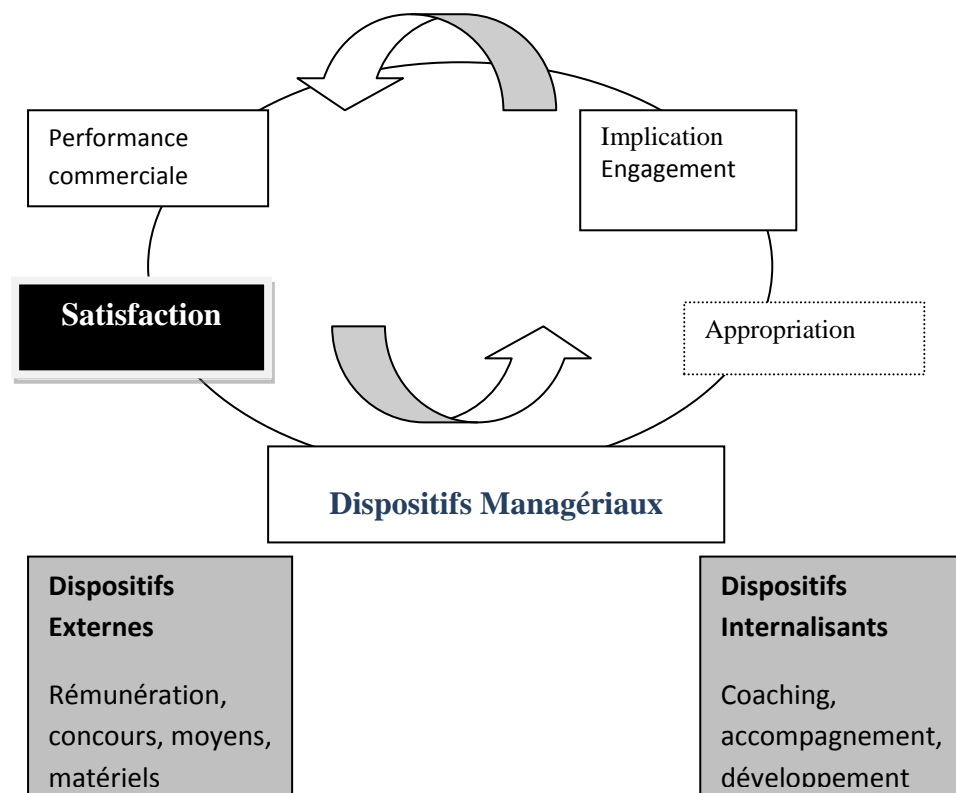 Performance
commerciale
Implication
Engagement
Satisfaction
Appropriation
Dispositifs Managériaux
Dispositifs
Externes
Rémunération,
concours, moyens,
matériels
Dispositifs
Internalisants
Coaching,
accompagnement,
développement